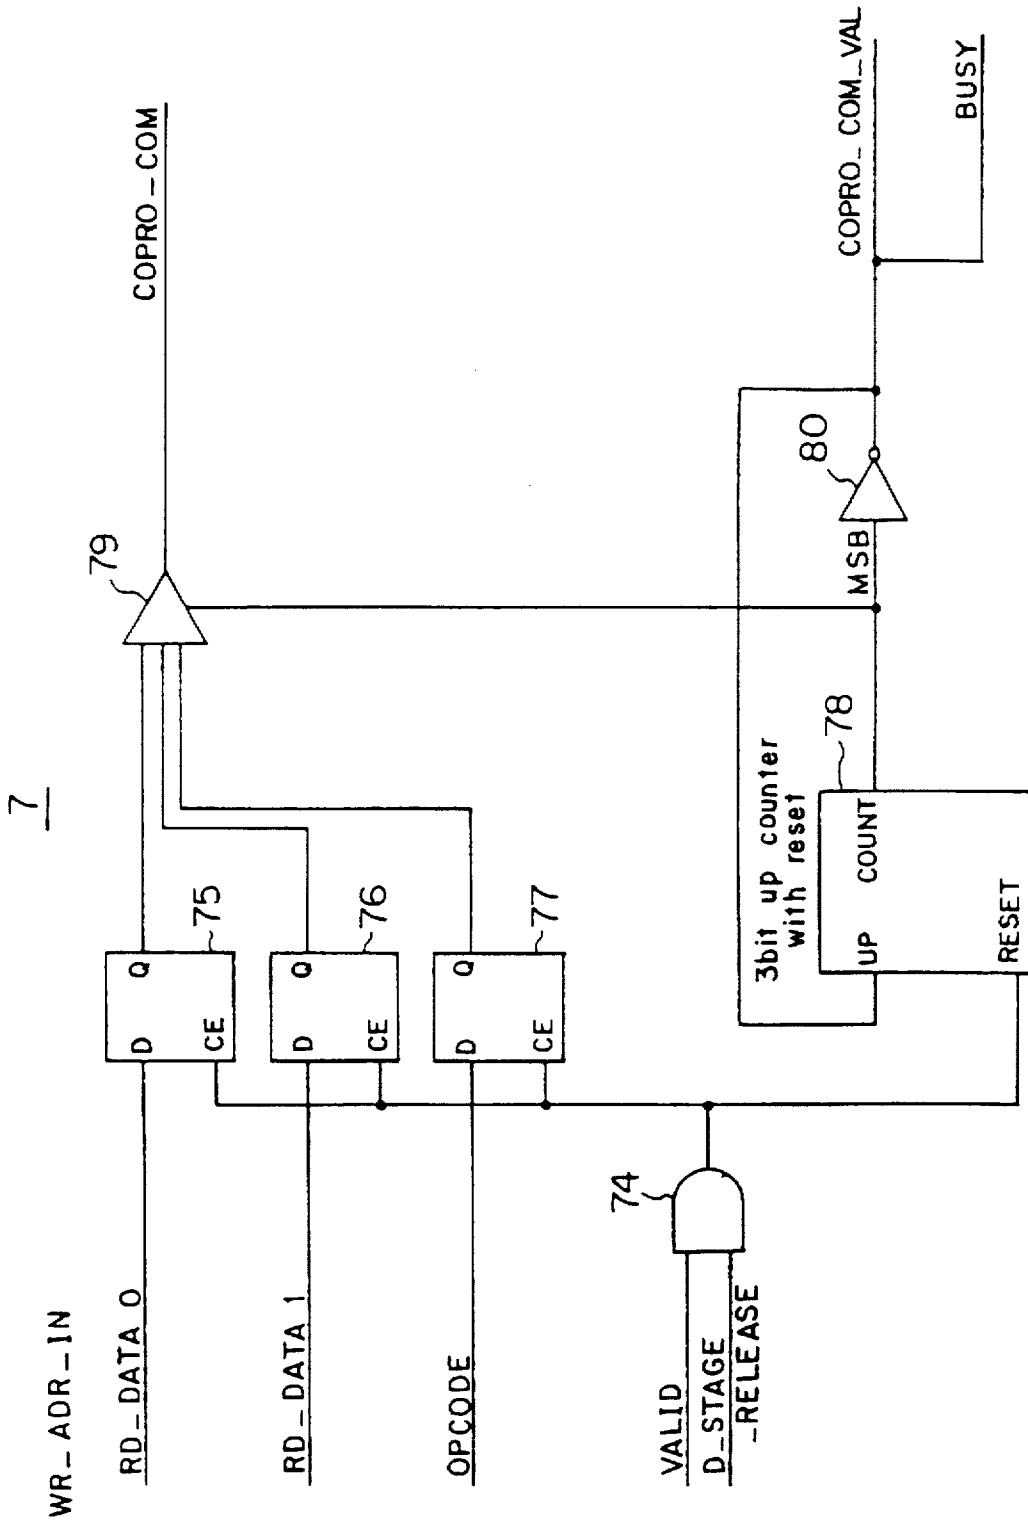 7
WR_ADR_IN
RD_DATA 0
RD_DATA 1
OPCODE
VALID
D_STAGE
_RELEASE
74
D Q
CE
75
D Q
CE
76
D Q
CE
77
79
COPRO_COM
3bit up counter
with reset
78
UP COUNT
RESET
MSB
80
COPRO_COM_VAL
BUSY